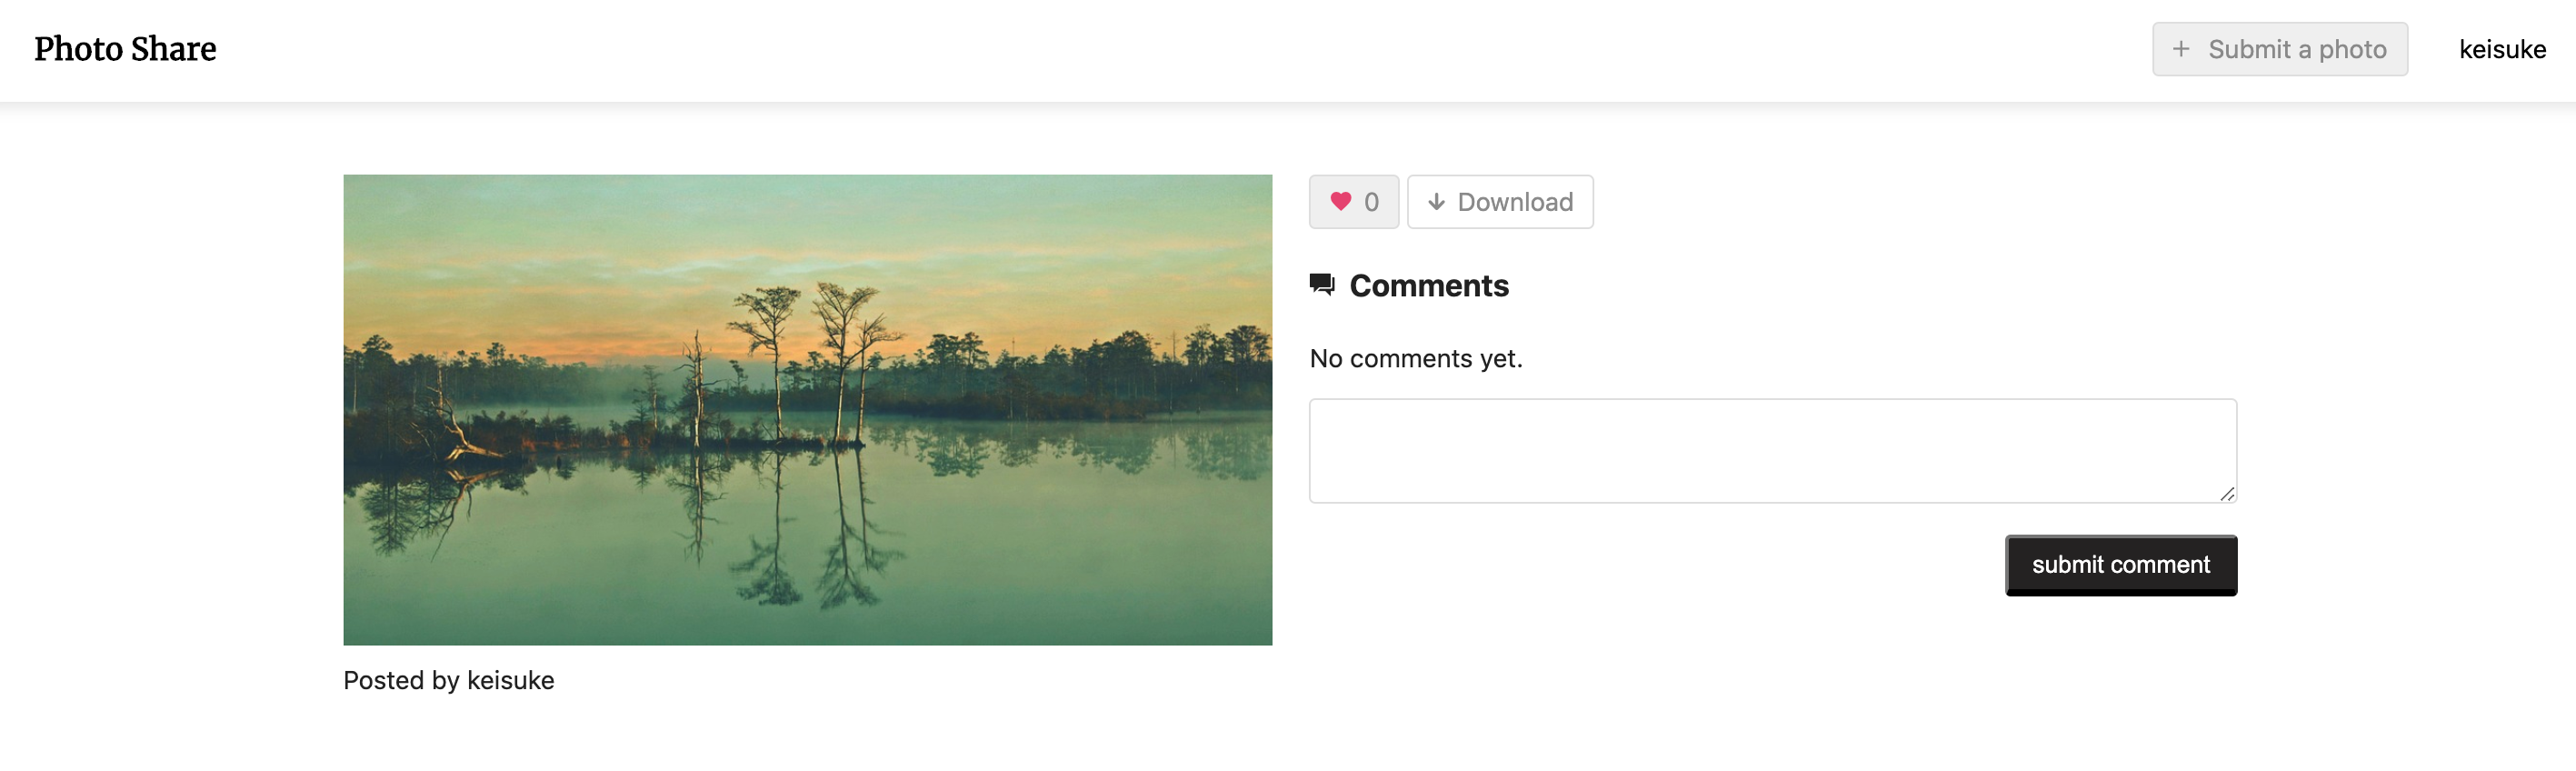 Photo Share
+ Submit a photo
keisuke
0
Download
Comments
No comments yet.
submit comment
Posted by keisuke